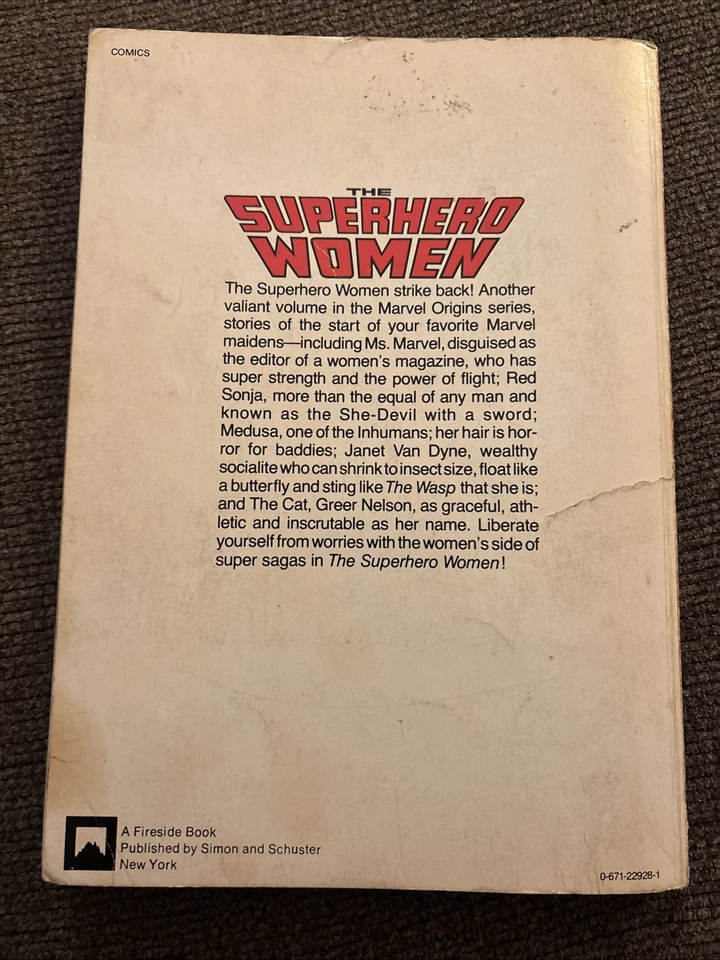 COMICS
THE
SUPERHERO
WOMEN
The Superhero Women strike back! Another
valiant volume in the Marvel Origins series,
stories of the start of your favorite Marvel
maidens—including Ms. Marvel, disguised as
the editor of a women's magazine, who has
super strength and the power of flight; Red
Sonja, more than the equal of any man and
known as the She-Devil with a sword;
Medusa, one of the Inhumans; her hair is hor-
ror for baddies; Janet Van Dyne, wealthy
socialite who can shrink to insect size, float like
a butterfly and sting like The Wasp that she is;
and The Cat, Greer Nelson, as graceful, ath-
letic and inscrutable as her name. Liberate
yourself from worries with the women's side of
super sagas in The Superhero Women!
A Fireside Book
Published by Simon and Schuster
New York
0-671-22928-1